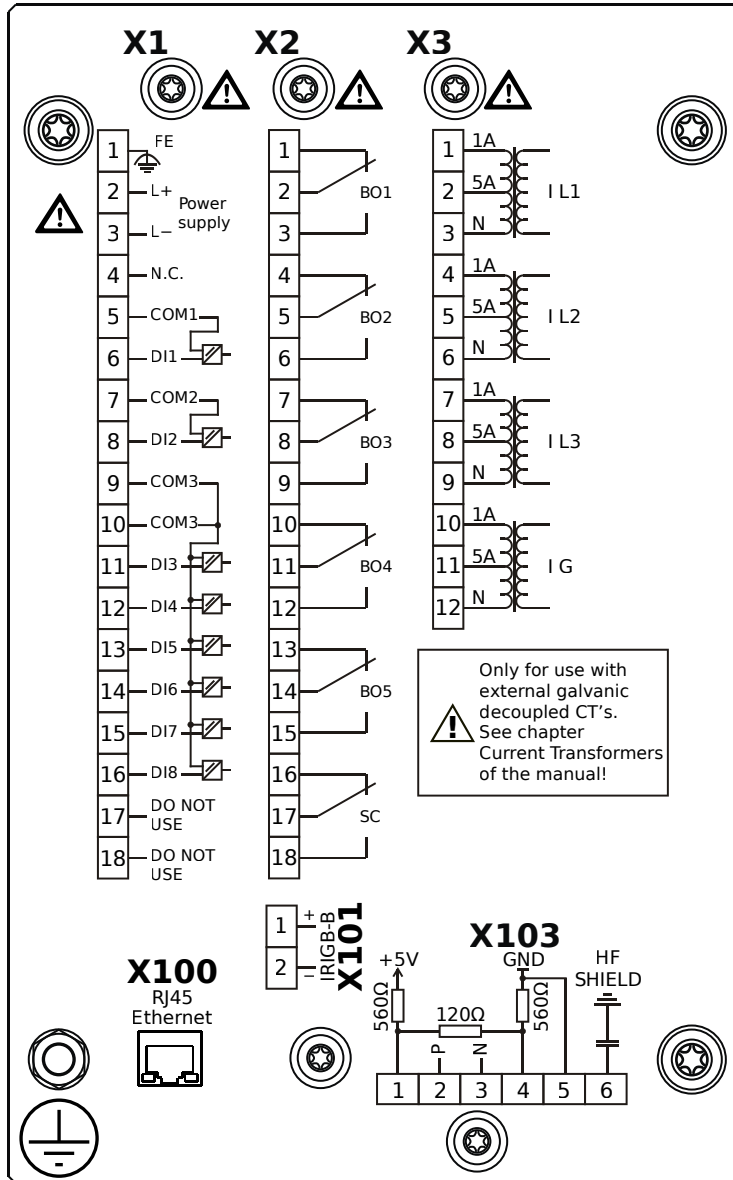 X1
X2
X3
1 FE
2 L+
Power
supply
3 L−
4 N.C.
5 COM1
6 DI1
7 COM2
8 DI2
9 COM3
10 COM3
11 DI3
12 DI4
13 DI5
14 DI6
15 DI7
16 DI8
17 DO NOT
USE
18 DO NOT
USE
1
2 BO1
3
4
5 BO2
6
7
8 BO3
9
10
11 BO4
12
13
14 BO5
15
16
17 SC
18
1 1A
2 5A I L1
3 N
4 1A
5 5A I L2
6 N
7 1A
8 5A I L3
9 N
10 1A
11 5A I G
12 N
!
!
!
!
!
Only for use with
external galvanic
decoupled CT's.
See chapter
Current Transformers
of the manual!
1 +
2 −
IRIGB-B
X101
X100
RJ45
Ethernet
X103
+5V
GND
HF
SHIELD
560Ω
120Ω
560Ω
P
N
1 2 3 4 5 6